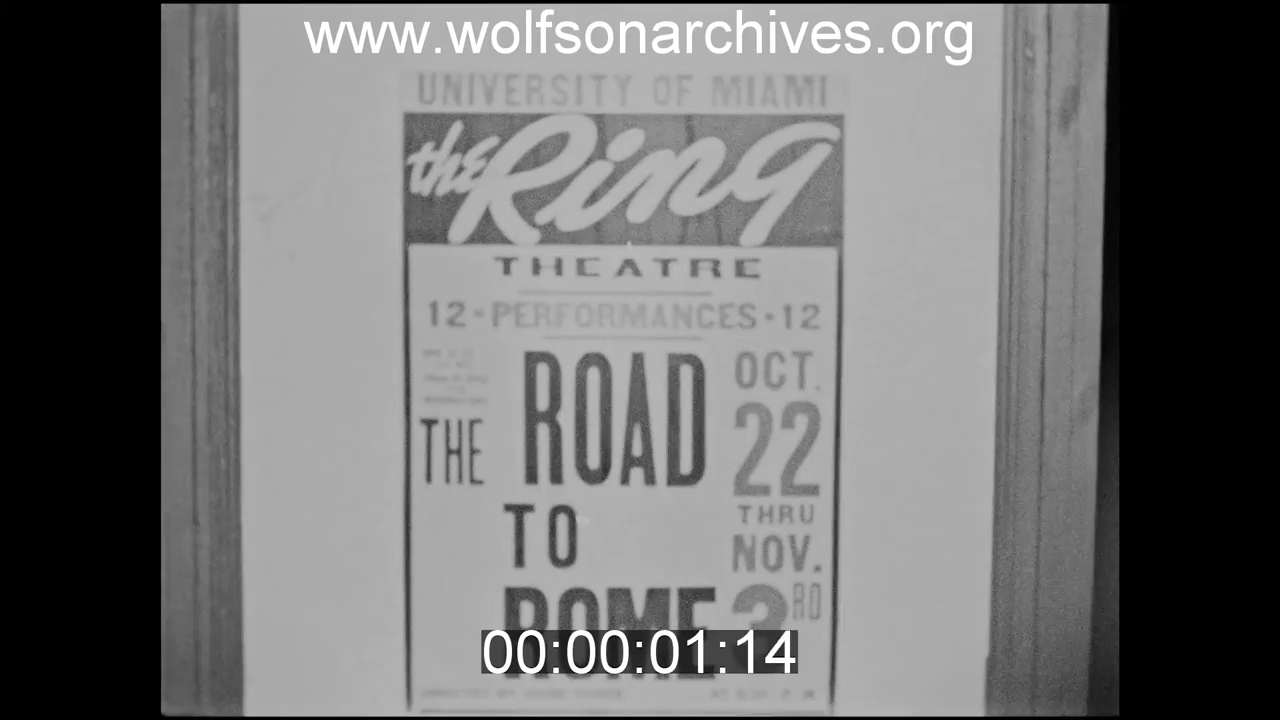 www.wolfsonarchives.org
UNIVERSITY OF MIAMI
the Ring
THEATRE
12 • PERFORMANCES • 12
THE ROAD
TO
ROME
OCT.
22
THRU
NOV.
3RD
00:00:01:14